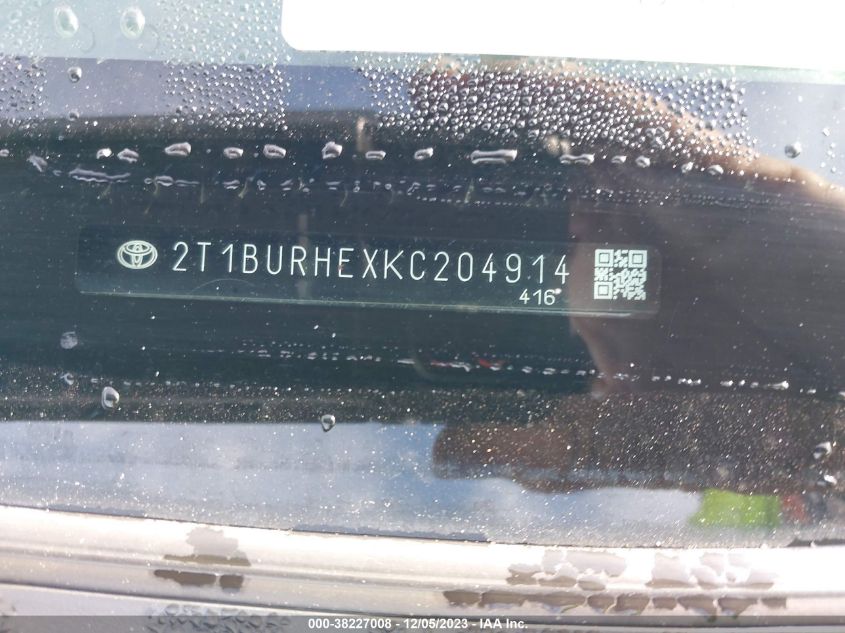 2T1BURHEXKC204914
416
000-38227008 - 12/05/2023 - IAA Inc.